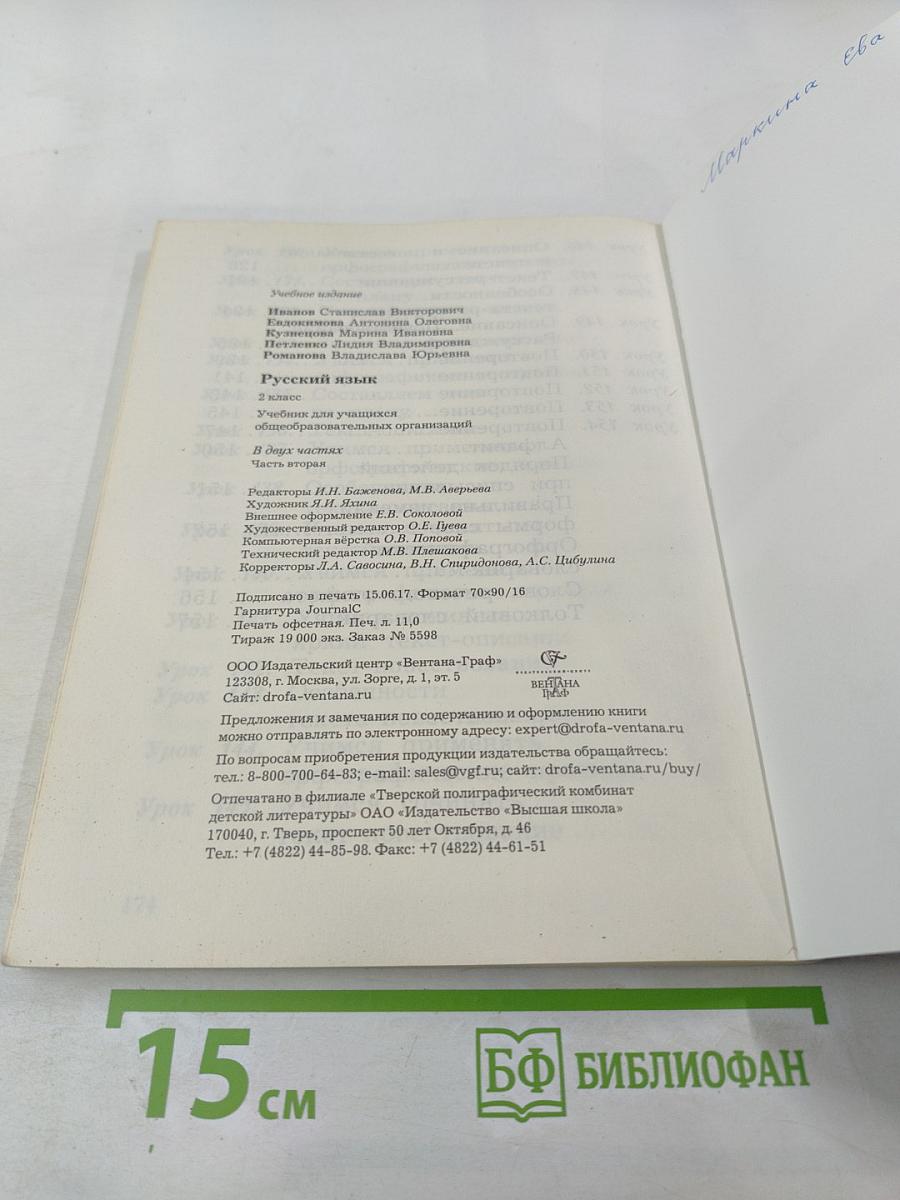 Маркина Ева
Учебное издание
Иванов Станислав Викторович
Евдокимова Антонина Олеговна
Кузнецова Марина Ивановна
Петленко Лидия Владимировна
Романова Владислава Юрьевна
Русский язык
2 класс
Учебник для учащихся
общеобразовательных организаций
В двух частях
Часть вторая
Редакторы И.Н. Баженова, М.В. Аверьева
Художник Я.И. Яхина
Внешнее оформление Е.В. Соколовой
Художественный редактор О.Е. Гуева
Компьютерная вёрстка О.В. Поповой
Технический редактор М.В. Плешакова
Корректоры Л.А. Савосина, В.Н. Спиридонова, А.С. Цибулина
Подписано в печать 15.06.17. Формат 70×90/16
Гарнитура JournalC
Печать офсетная. Печ. л. 11,0
Тираж 19 000 экз. Заказ № 5598
ООО Издательский центр «Вентана-Граф»
123308, г. Москва, ул. Зорге, д. 1, эт. 5
Сайт: drofa-ventana.ru
ВЕНТАНА
ГРАФ
Предложения и замечания по содержанию и оформлению книги
можно отправлять по электронному адресу: expert@drofa-ventana.ru
По вопросам приобретения продукции издательства обращайтесь:
тел.: 8-800-700-64-83; e-mail: sales@vgf.ru; сайт: drofa-ventana.ru/buy/
Отпечатано в филиале «Тверской полиграфический комбинат
детской литературы» ОАО «Издательство «Высшая школа»
170040, г. Тверь, проспект 50 лет Октября, д. 46
Тел.: +7 (4822) 44-85-98. Факс: +7 (4822) 44-61-51
174
15 см
БФ БИБЛИОФАН